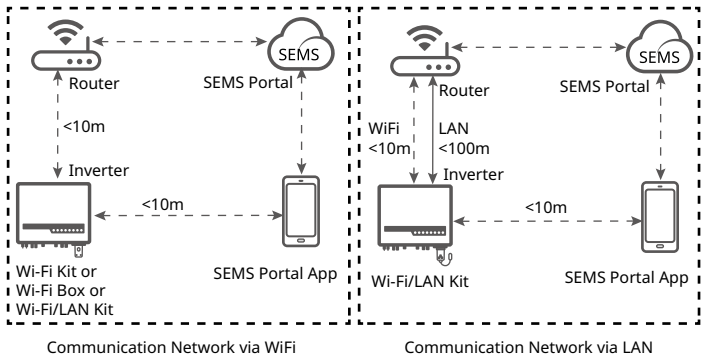 SEMS
Router
SEMS Portal
<10m
Inverter
<10m
Wi-Fi Kit or
Wi-Fi Box or
Wi-Fi/LAN Kit
SEMS Portal App
Communication Network via WiFi
SEMS
Router
SEMS Portal
WiFi
<10m
LAN
<100m
Inverter
<10m
Wi-Fi/LAN Kit
SEMS Portal App
Communication Network via LAN